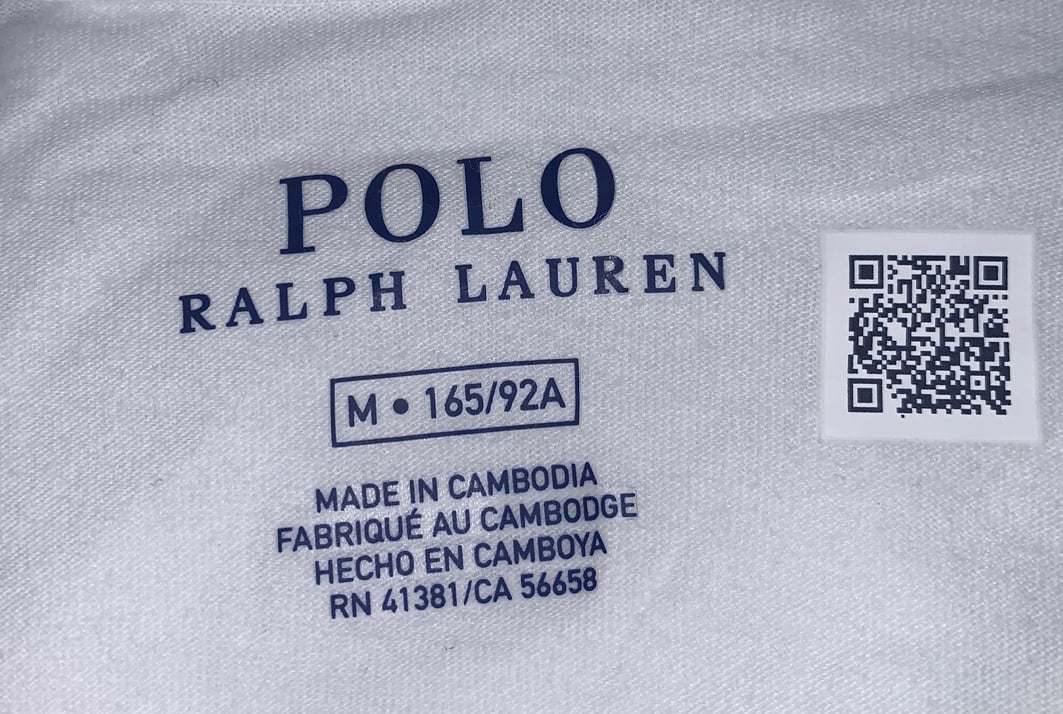 POLO
RALPH LAUREN
M • 165/92A
MADE IN CAMBODIA
FABRIQUÉ AU CAMBODGE
HECHO EN CAMBOYA
RN 41381/CA 56658